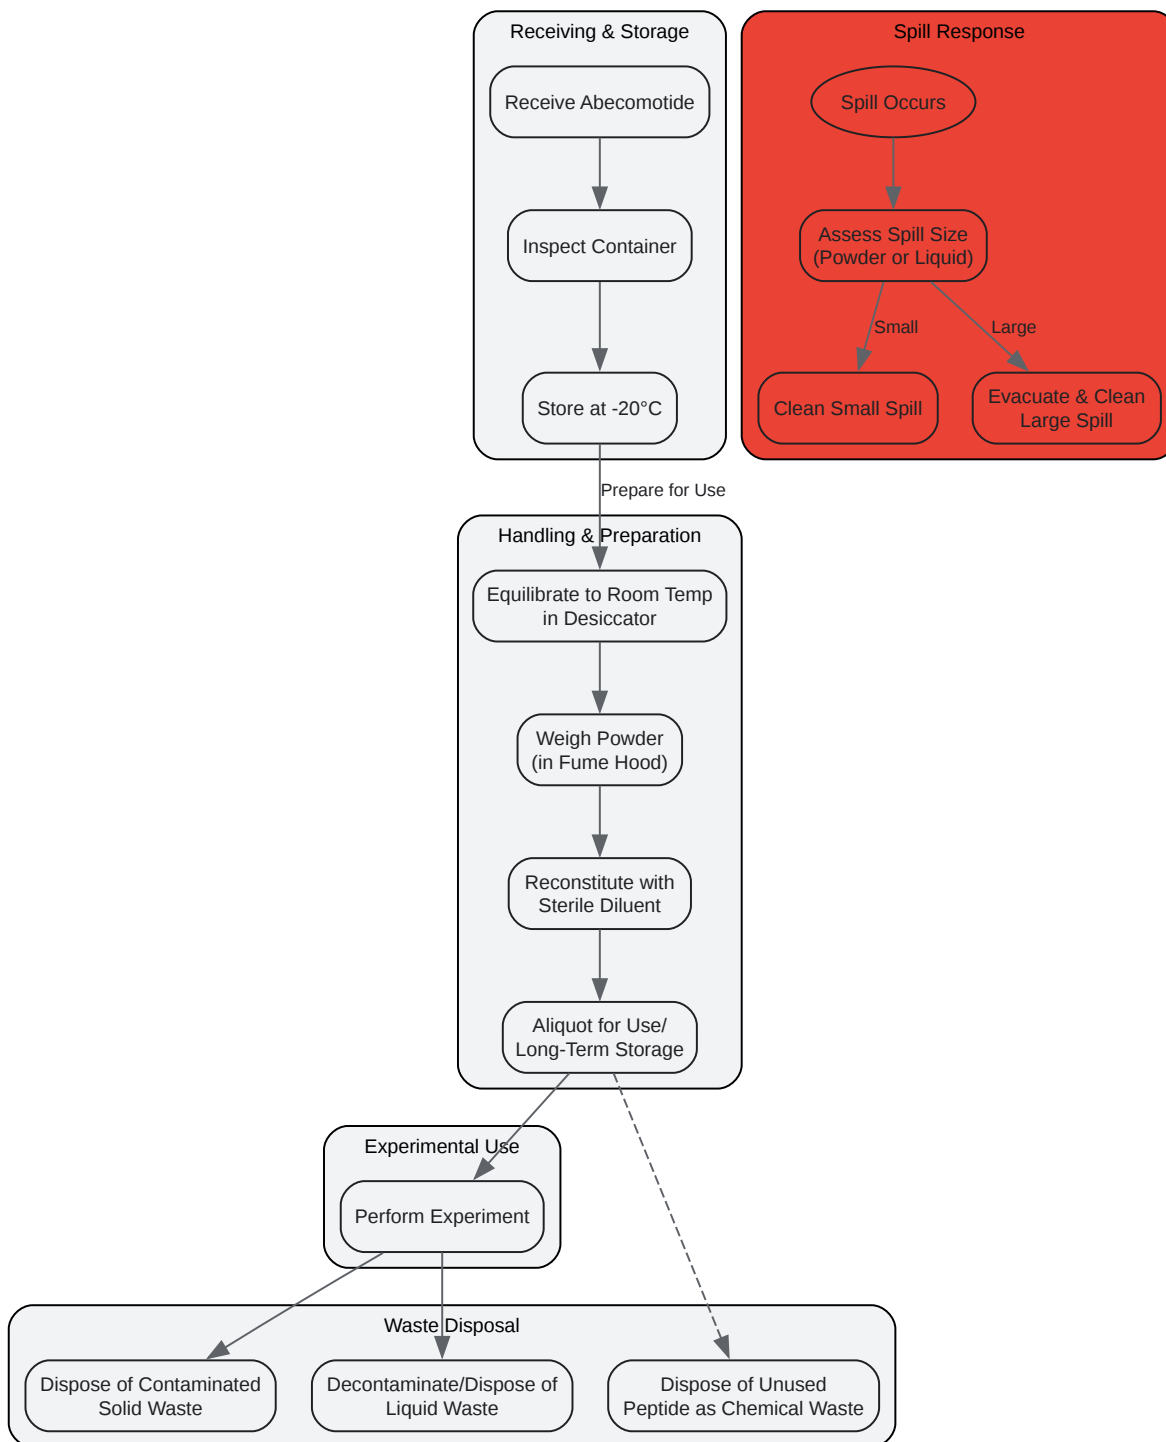 Receiving & Storage
Receive Abecomotide
Inspect Container
Store at -20°C
Spill Response
Spill Occurs
Assess Spill Size
(Powder or Liquid)
Small
Large
Clean Small Spill
Evacuate & Clean
Large Spill
Prepare for Use
Handling & Preparation
Equilibrate to Room Temp
in Desiccator
Weigh Powder
(in Fume Hood)
Reconstitute with
Sterile Diluent
Aliquot for Use/
Long-Term Storage
Experimental Use
Perform Experiment
Waste Disposal
Dispose of Contaminated
Solid Waste
Decontaminate/Dispose of
Liquid Waste
Dispose of Unused
Peptide as Chemical Waste